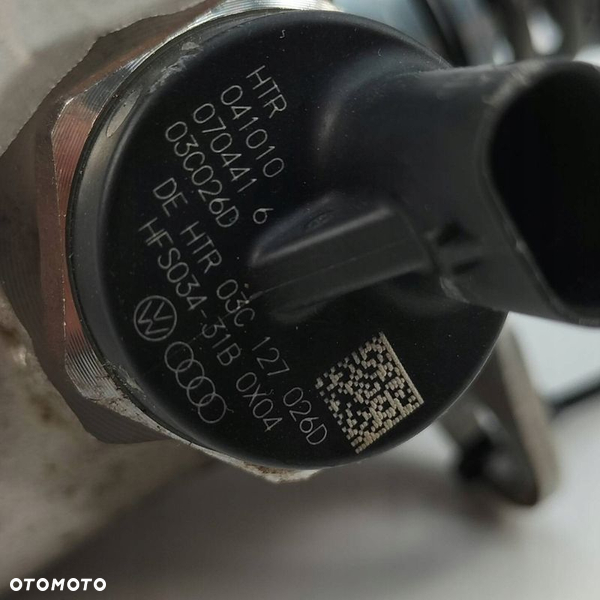 HTR
041010
070441 6
03C026D
DE HTR 03C 127 026D
HFS034-31B 0X04
OTOMOTO